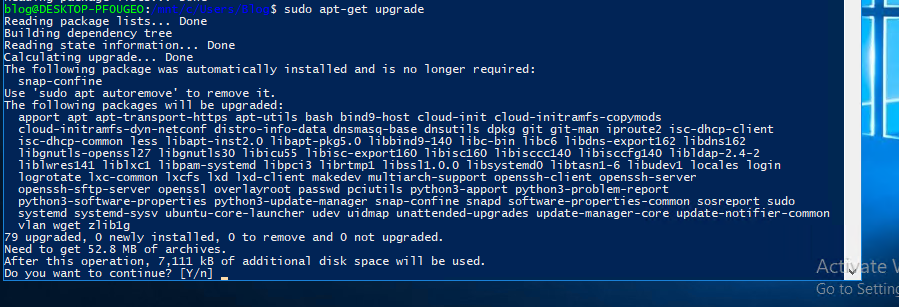 Reading package lists... Done
blog@DESKTOP-PFOUGEO:/mnt/c/Users/Blog$ sudo apt-get upgrade
Reading package lists... Done
Building dependency tree
Reading state information... Done
Calculating upgrade... Done
The following package was automatically installed and is no longer required:
snap-confine
Use 'sudo apt autoremove' to remove it.
The following packages will be upgraded:
apport apt apt-transport-https apt-utils bash bind9-host cloud-init cloud-initramfs-copymods
cloud-initramfs-dyn-netconf distro-info-data dnsmasq-base dnsutils dpkg git git-man iproute2 isc-dhcp-client
isc-dhcp-common less libapt-inst2.0 libapt-pkg5.0 libbind9-140 libc-bin libc6 libdns-export162 libdns162
libgnutls-openssl27 libgnutls30 libicu55 libisc-export160 libisc160 libisccc140 libisccfg140 libldap-2.4-2
liblwres141 liblxc1 libpam-systemd libpci3 librtmp1 libssl1.0.0 libsystemd0 libtasn1-6 libudev1 locales login
logrotate lxc-common lxcfs lxd lxd-client makedev multiarch-support openssh-client openssh-server
openssh-sftp-server openssl overlayroot passwd pciutils python3-apport python3-problem-report
python3-software-properties python3-update-manager snap-confine snapd software-properties-common sosreport sudo
systemd systemd-sysv ubuntu-core-launcher udev uidmap unattended-upgrades update-manager-core update-notifier-common
vlan wget zlib1g
79 upgraded, 0 newly installed, 0 to remove and 0 not upgraded.
Need to get 52.8 MB of archives.
After this operation, 7,111 kB of additional disk space will be used.
Do you want to continue? [Y/n]
Activate
Go to Setting